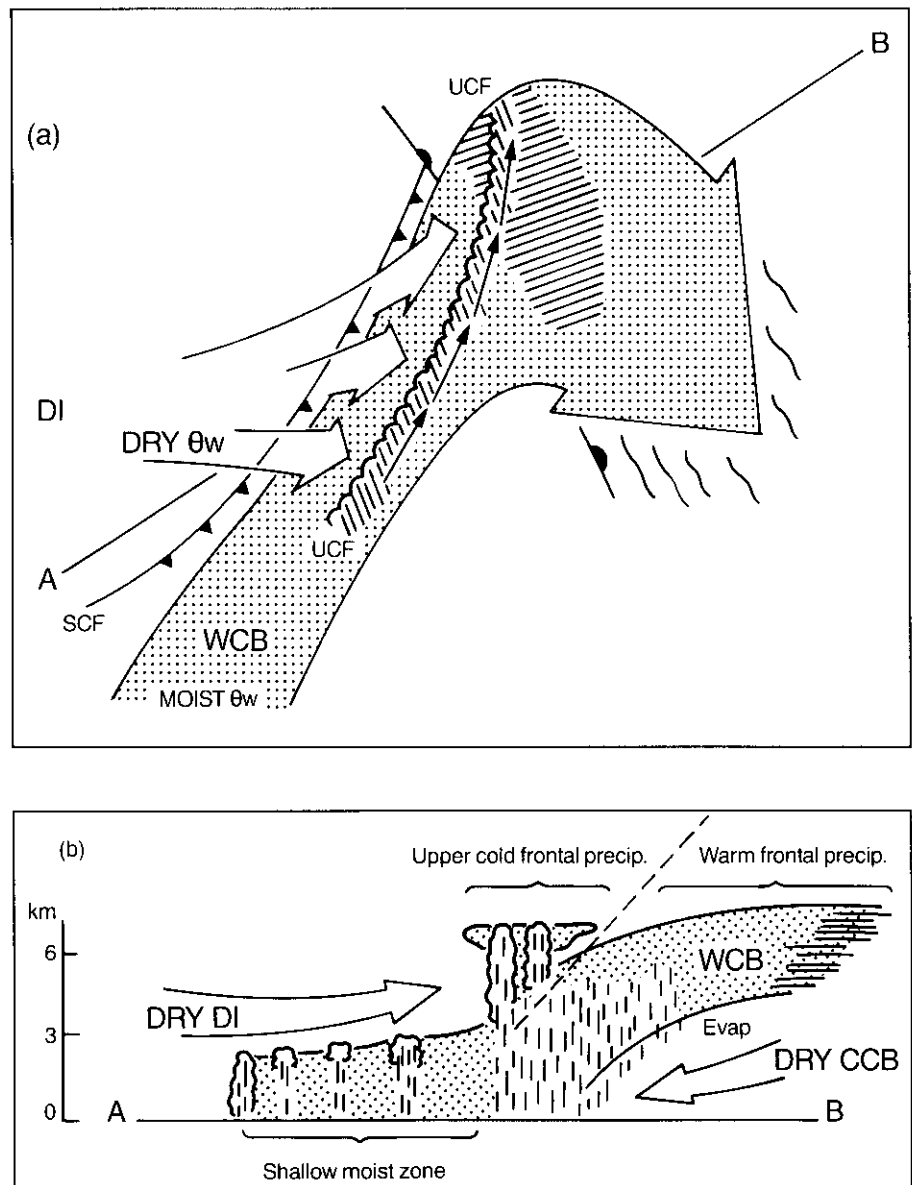 (a)
UCF
B
DI
DRY θw
A
UCF
SCF
WCB
MOIST θw
(b)
Upper cold frontal precip.
Warm frontal precip.
km
6
WCB
DRY DI
3
Evap
DRY CCB
0
A
B
Shallow moist zone